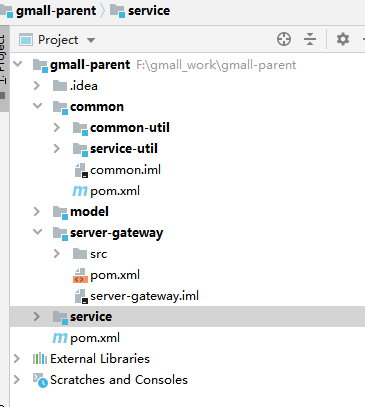 gmall-parent service
Project
gmall-parent F:\gmall_work\gmall-parent
.idea
common
common-util
service-util
common.iml
pom.xml
model
server-gateway
src
pom.xml
server-gateway.iml
service
pom.xml
External Libraries
Scratches and Consoles
1: Project